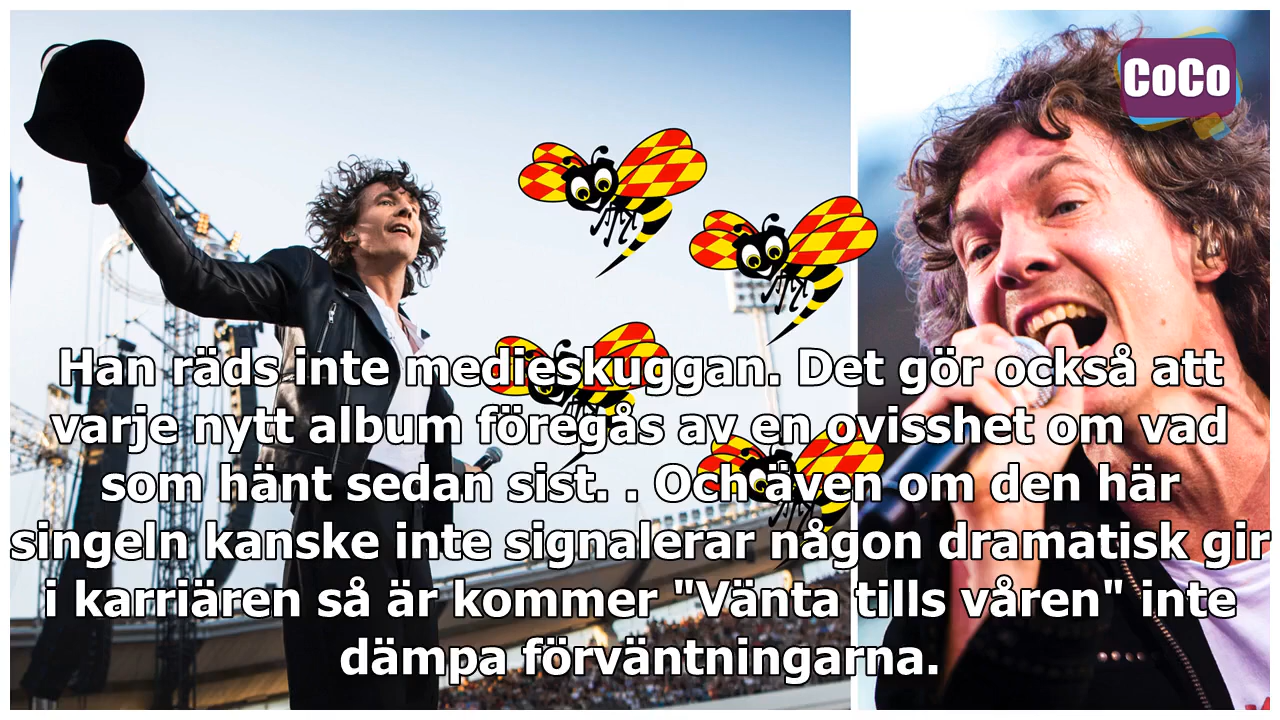 CoCo
Han räds inte medieskuggan. Det gör också att
varje nytt album föregås av en ovisshet om vad
som hänt sedan sist. . Och även om den här
singeln kanske inte signalerar någon dramatisk gir
i karriären så är kommer "Vänta tills våren" inte
dämpa förväntningarna.